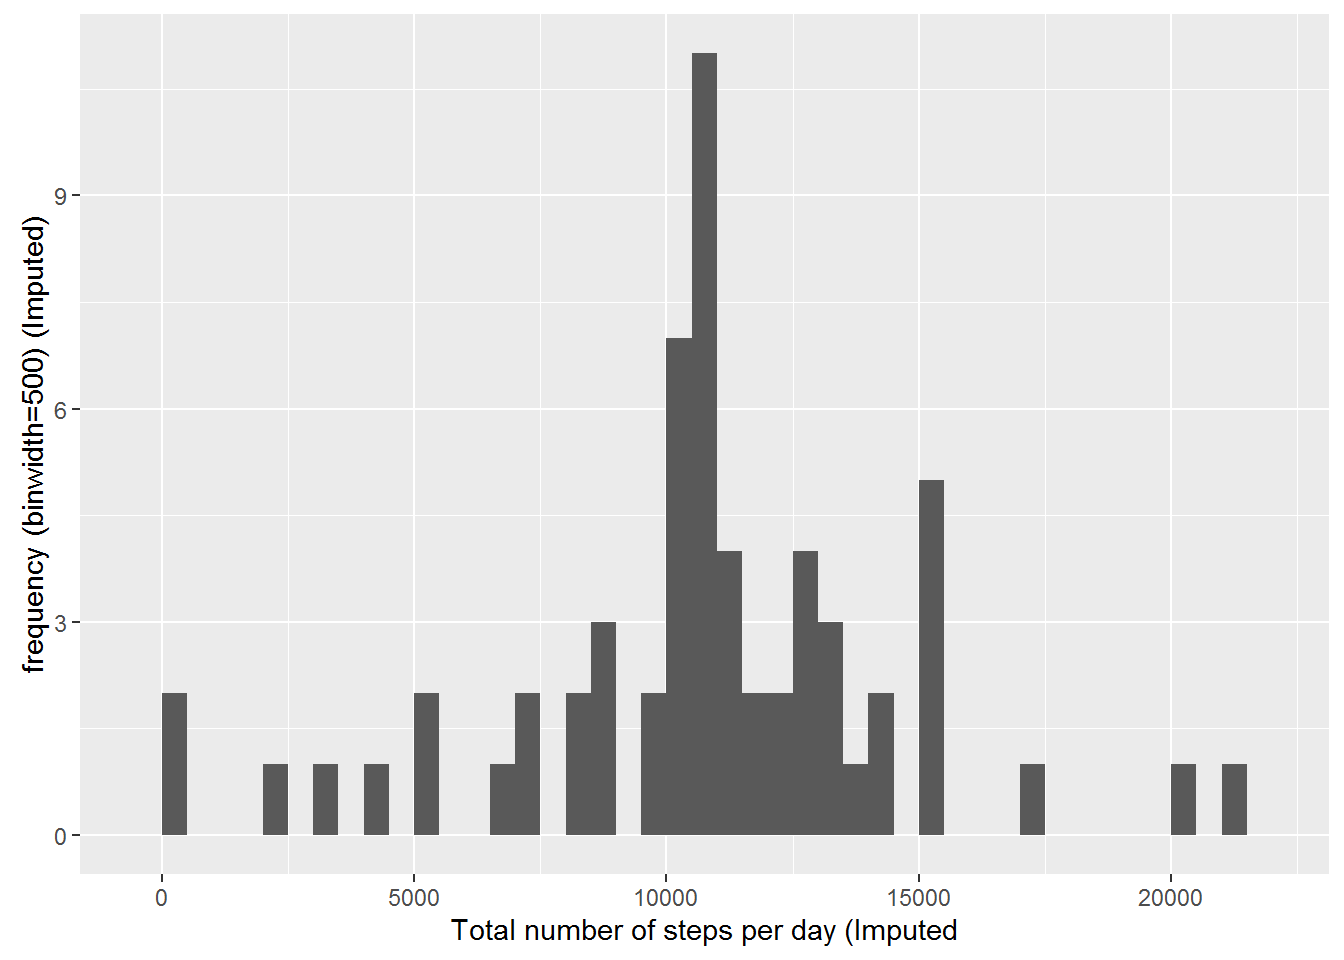 frequency (binwidth=500) (Imputed)
9
6
3
0
0 5000 10000 15000 20000
Total number of steps per day (Imputed